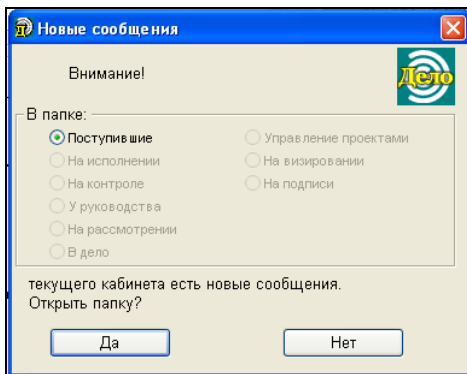 Новые сообщения
Внимание!
Дело
В папке:
Поступившие
Управление проектами
На исполнении
На визировании
На контроле
На подписи
У руководства
На рассмотрении
В дело
текущего кабинета есть новые сообщения.
Открыть папку?
Да
Нет